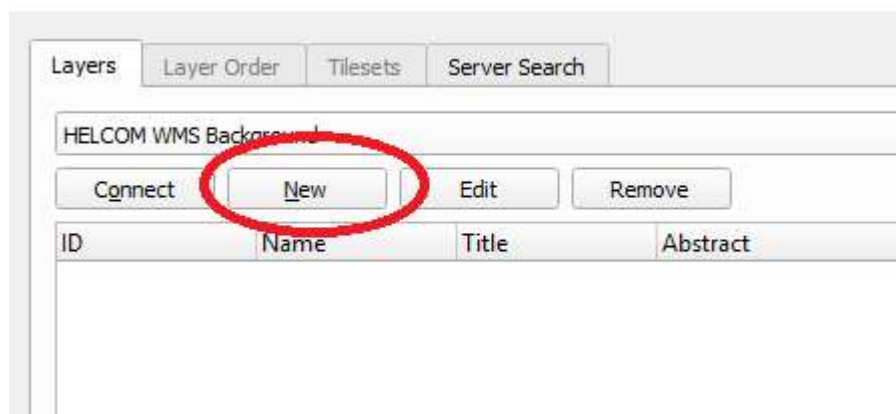 Layers Layer Order Tilesets Server Search
HELCOM WMS Background
Connect New Edit Remove
ID Name Title Abstract